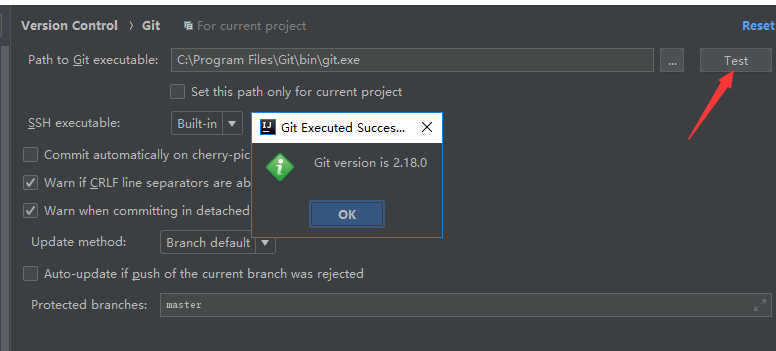 Version Control › Git For current project Reset
Path to Git executable: C:\Program Files\Git\bin\git.exe ... Test
Set this path only for current project
SSH executable: Built-in
IJ Git Executed Succes...
Commit automatically on cherry-pic
Git version is 2.18.0
Warn if CRLF line separators are ab
Warn when committing in detached
OK
Update method: Branch default
Auto-update if push of the current branch was rejected
Protected branches: master